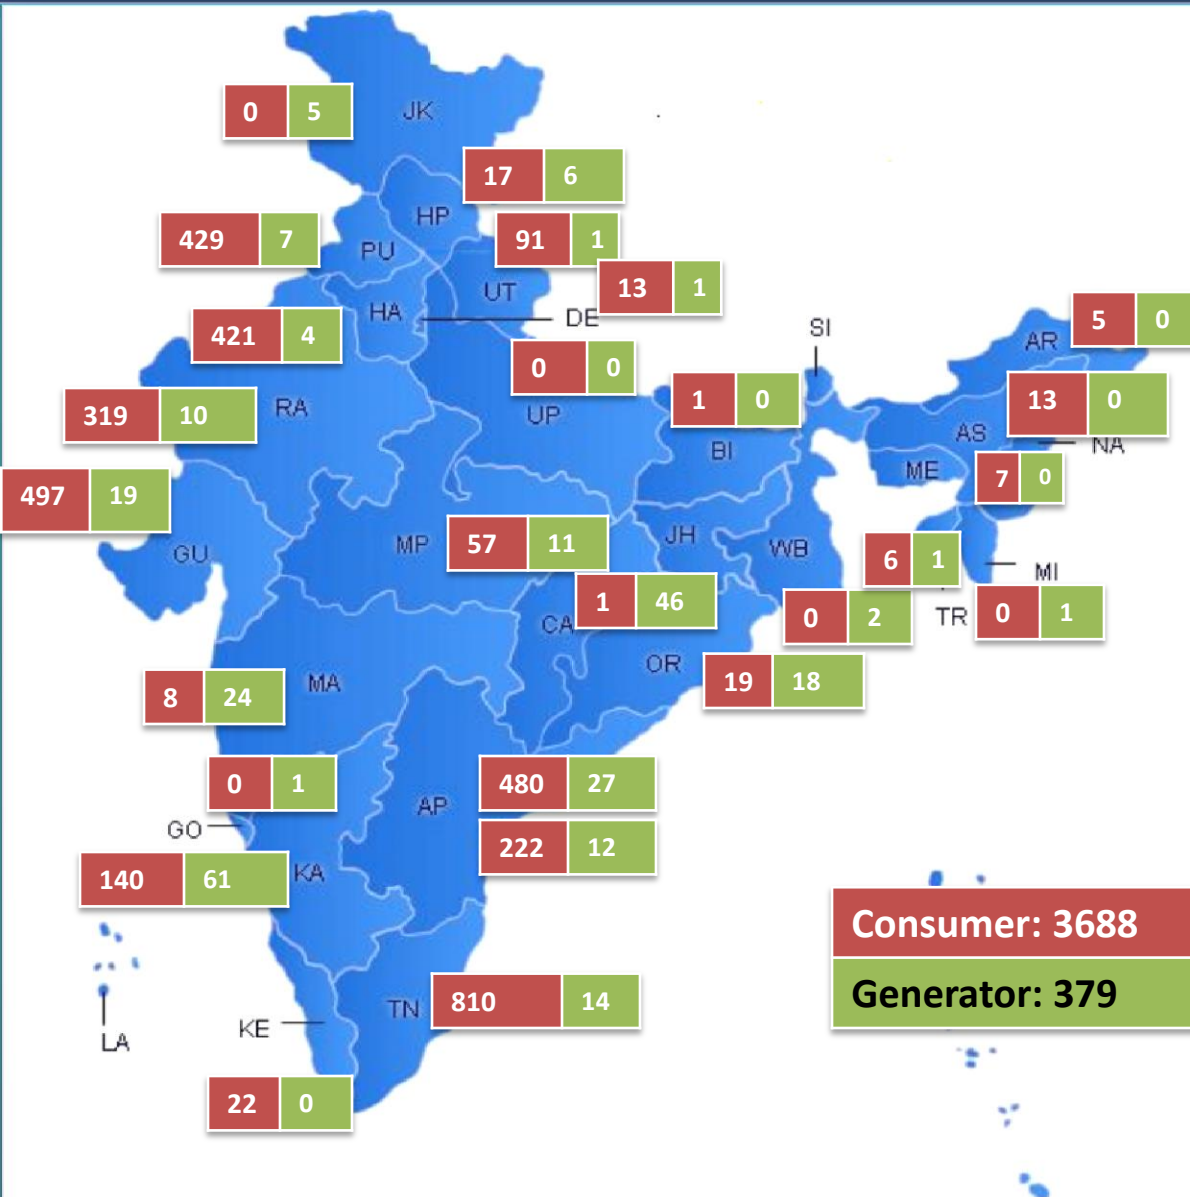 JK
0 5
17 6
HP
429 7
PU
91 1
UT
13 1
HA
DE
421 4
SI
5 0
AR
0 0
1 0
13 0
319 10
RA
UP
AS
NA
BI
ME
7 0
497 19
GU
MP
57 11
JH
WB
6 1
MI
1 46
CA
0 2
TR
0 1
OR
19 18
MA
8 24
0 1
AP
480 27
GO
222 12
140 61
KA
Consumer: 3688
Generator: 379
TN
810 14
KE
LA
22 0